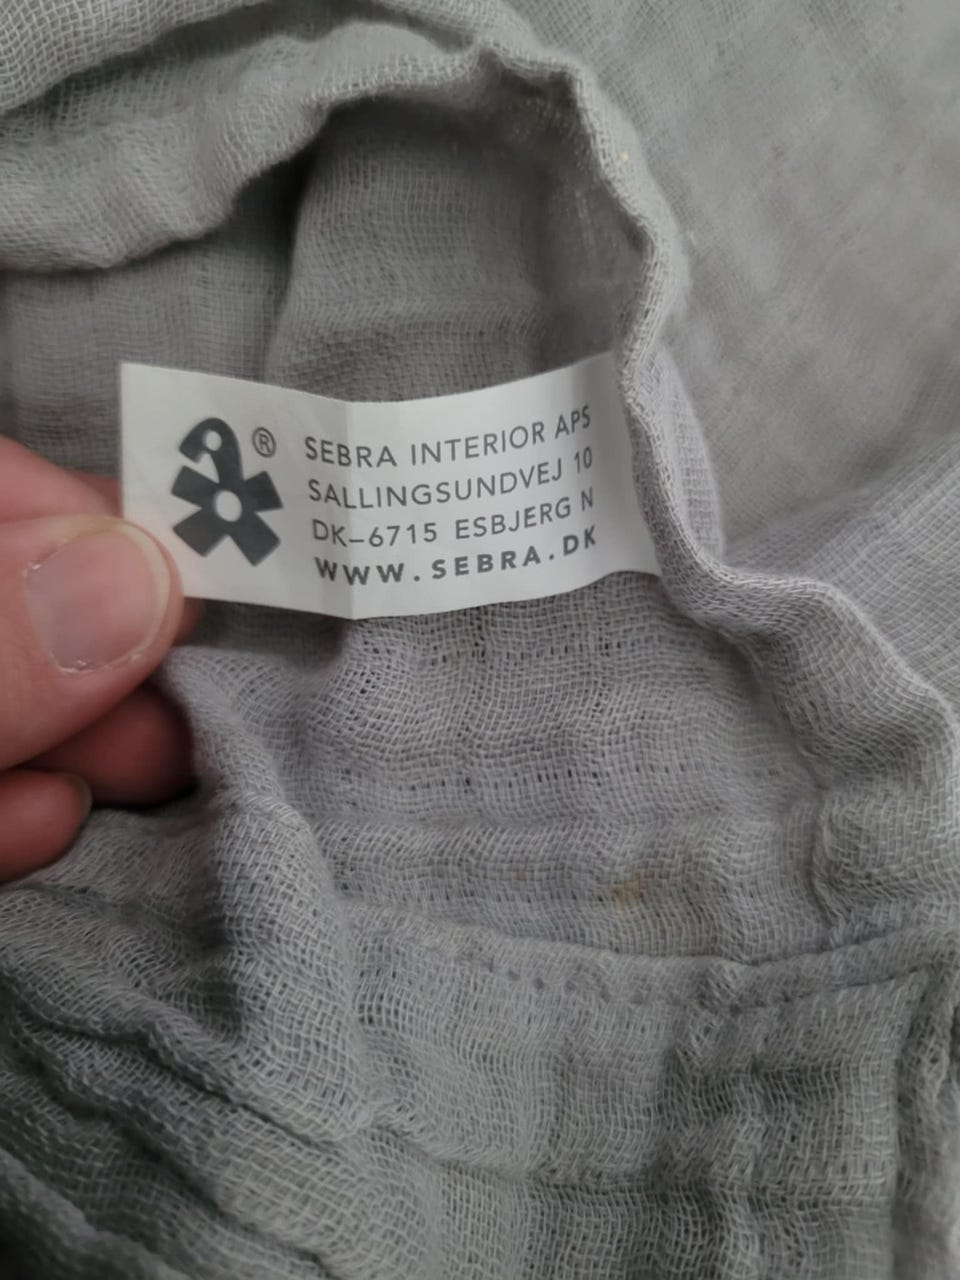 ®
SEBRA INTERIOR APS
SALLINGSUNDVEJ 10
DK–6715 ESBJERG N
WWW.SEBRA.DK